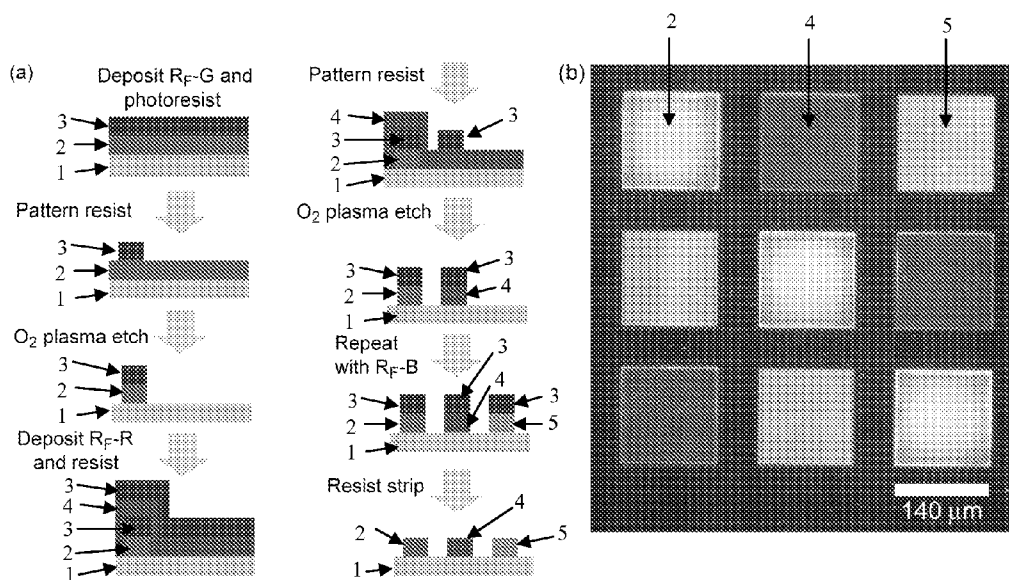 (a)
Deposit RF-G and
photoresist
3
2
1
Pattern resist
3
2
1
O2 plasma etch
3
2
1
Deposit RF-R
and resist
3
4
3
2
1
Pattern resist
4
3
3
2
1
O2 plasma etch
3
3
2
4
1
Repeat
with RF-B
3
4
3
3
2
5
1
Resist strip
4
2
5
1
(b)
2
4
5
140 µm